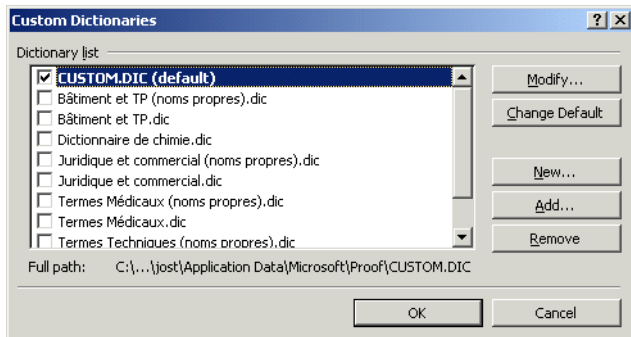 Custom Dictionaries
Dictionary list
CUSTOM.DIC (default)
Bâtiment et TP (noms propres).dic
Bâtiment et TP.dic
Dictionnaire de chimie.dic
Juridique et commercial (noms propres).dic
Juridique et commercial.dic
Termes Médicaux (noms propres).dic
Termes Médicaux.dic
Termes Techniques (noms propres).dic
Modify...
Change Default
New...
Add...
Remove
Full path: C:\...\jost\Application Data\Microsoft\Proof\CUSTOM.DIC
OK
Cancel